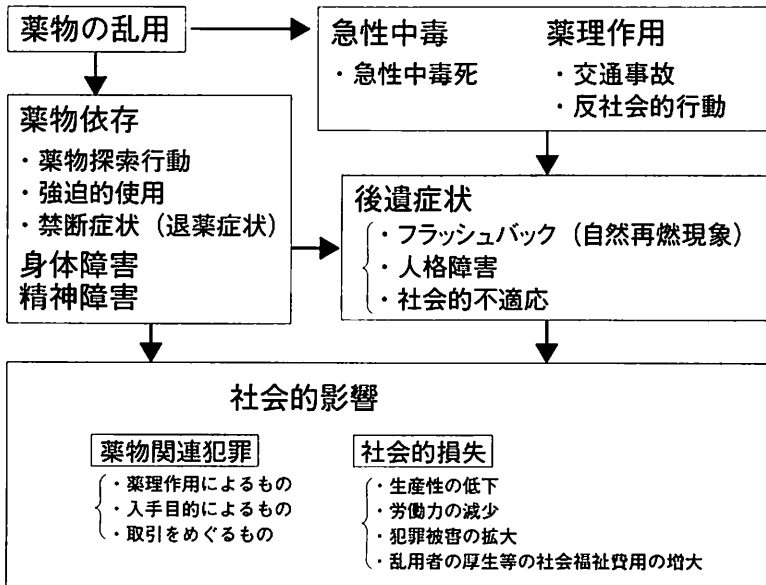 薬物の乱用
急性中毒
・急性中毒死
薬理作用
・交通事故
・反社会的行動
薬物依存
・薬物探索行動
・強迫的使用
・禁断症状（退薬症状）
身体障害
精神障害
後遺症状
・フラッシュバック（自然再燃現象）
・人格障害
・社会的不適応
社会的影響
薬物関連犯罪
・薬理作用によるもの
・入手目的によるもの
・取引をめぐるもの
社会的損失
・生産性の低下
・労働力の減少
・犯罪被害の拡大
・乱用者の厚生等の社会福祉費用の増大